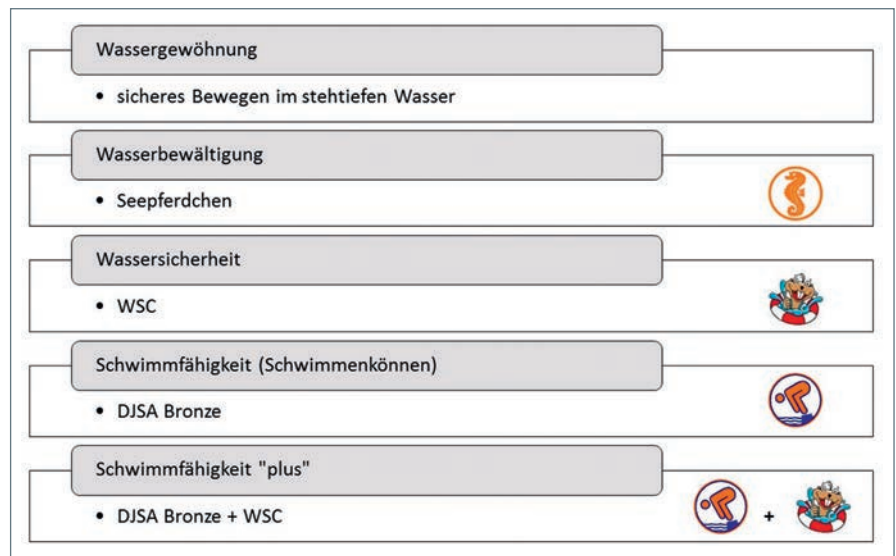 Wassergewöhnung
• sicheres Bewegen im stehtiefen Wasser
Wasserbewältigung
• Seepferdchen
Wassersicherheit
• WSC
Schwimmfähigkeit (Schwimmenkönnen)
• DJSA Bronze
Schwimmfähigkeit "plus"
• DJSA Bronze + WSC
+